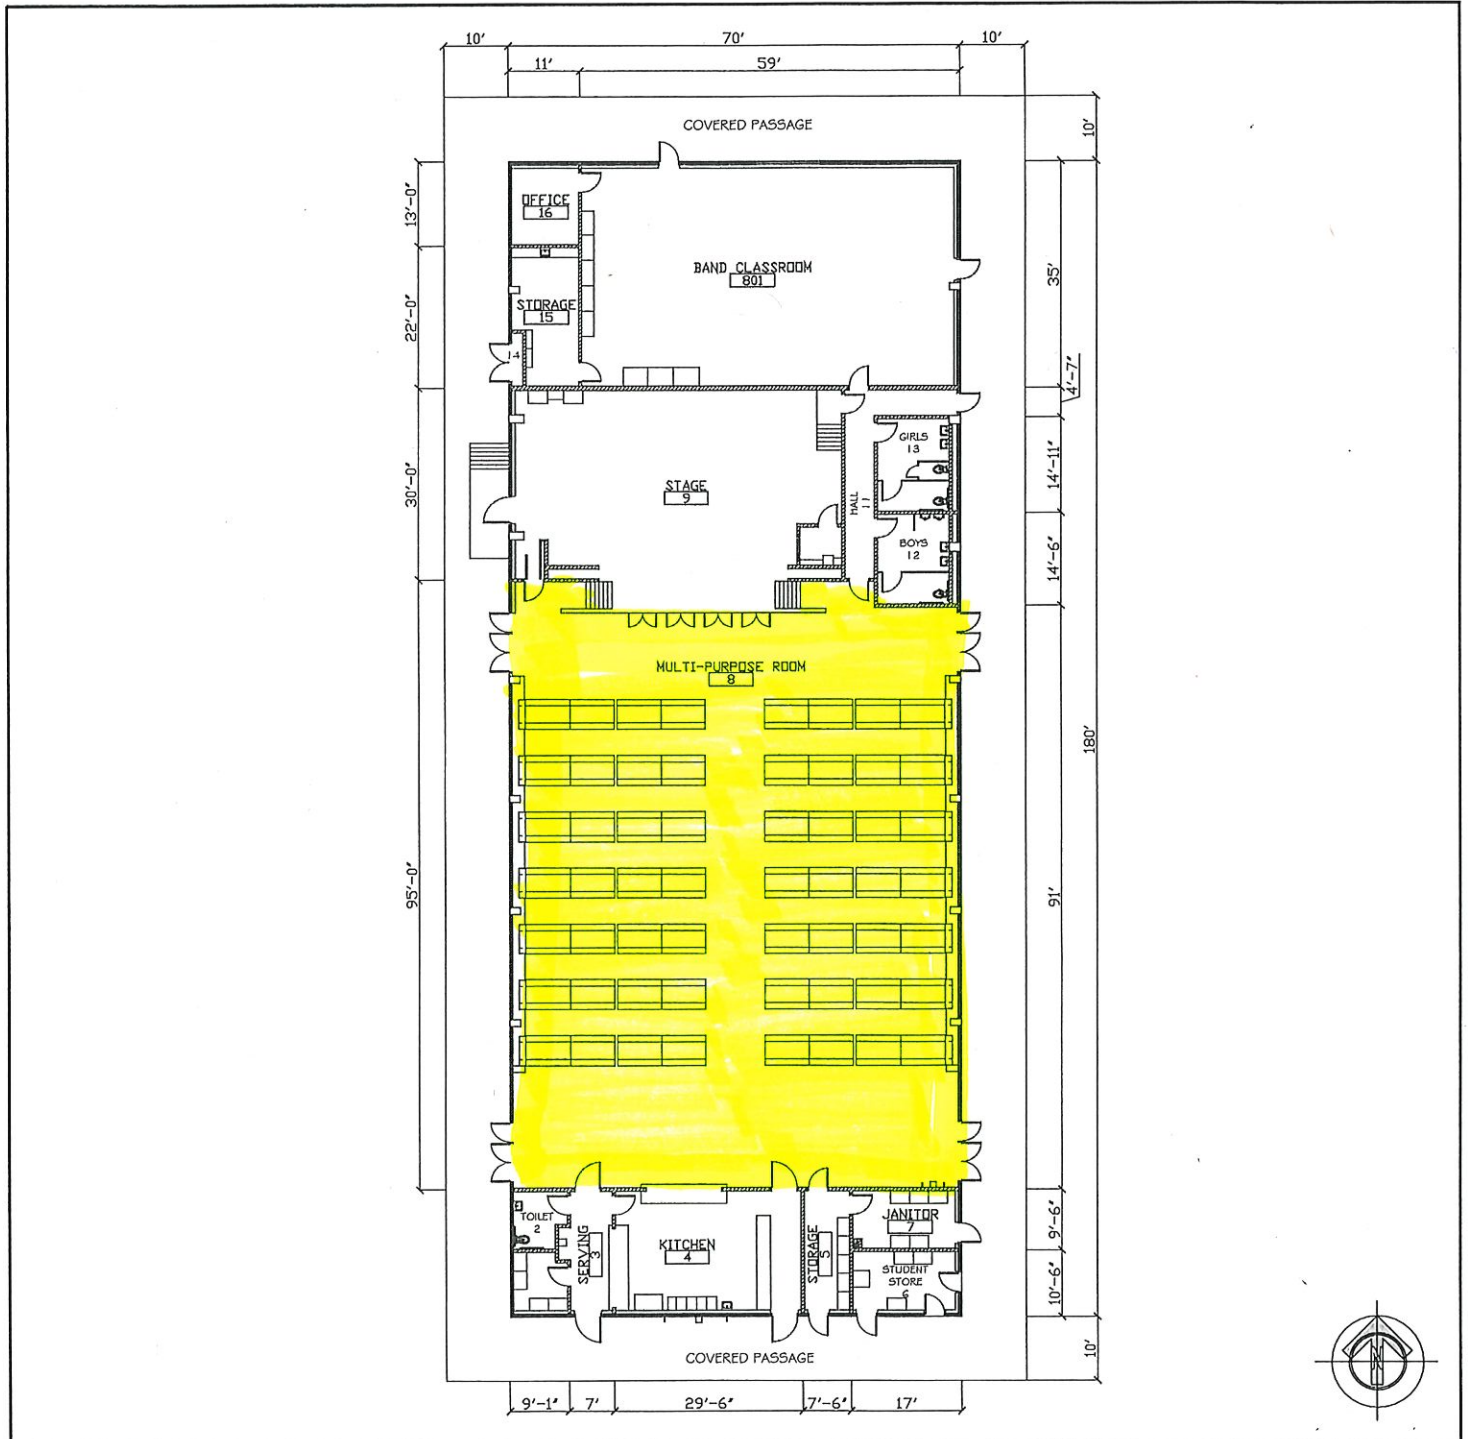 10' 70' 10'
11' 59'
COVERED PASSAGE
10'
13'-0"
OFFICE
16
BAND CLASSROOM
801
35'
22'-0"
STORAGE
15
14
4'-7"
GIRLS
13
14'-11"
30'-0"
STAGE
9
HALL
11
BOYS
12
14'-6"
MULTI-PURPOSE ROOM
8
180'
95'-0"
91'
TOILET
2
SERVING
3
KITCHEN
4
STORAGE
5
JANITOR
7
9'-6"
STUDENT
STORE
6
10'-6"
COVERED PASSAGE
10'
N
9'-1" 7' 29'-6" 7'-6" 17'